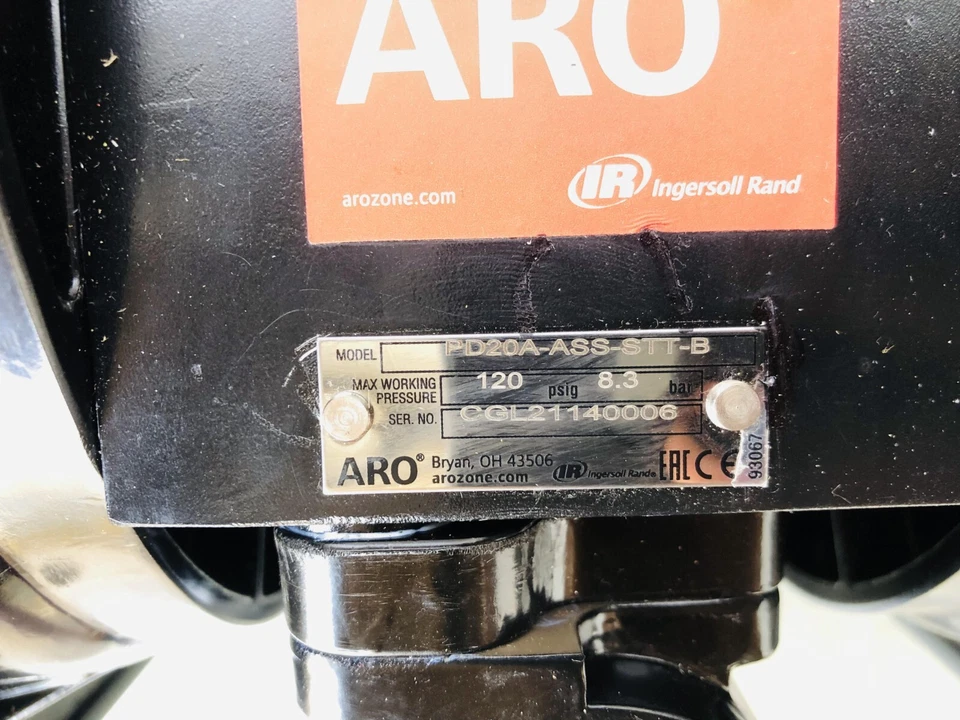 ARO
arozone.com IR Ingersoll Rand
MODEL PD20A-ASS-STT-B
MAX WORKING PRESSURE 120 psig 8.3 bar
SER. NO. CGL21140006
ARO® Bryan, OH 43506
arozone.com IR Ingersoll Rand® EAC CE
93067